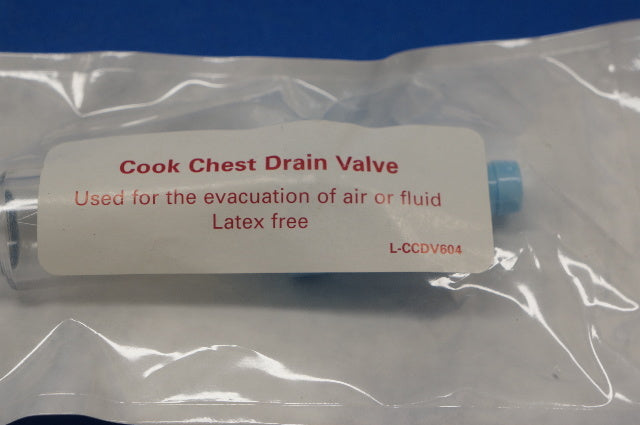 Cook Chest Drain Valve
Used for the evacuation of air or fluid
Latex free
L-CCDV604